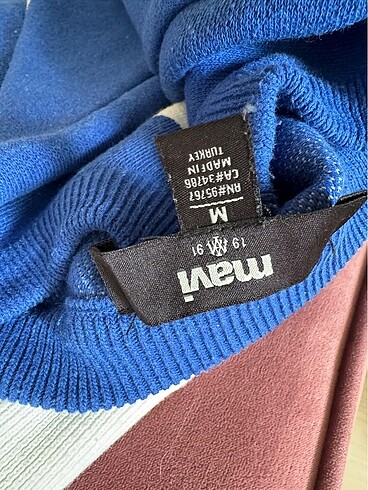 mavi
19 M 91
M
RN#95767
CA#34786
MADE IN
TURKEY